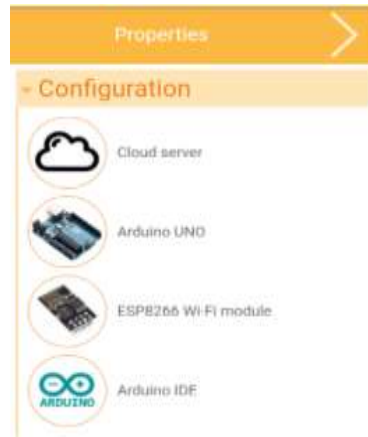 Properties
Configuration
Cloud server
Arduino UNO
ESP8266 Wi-Fi module
ARDUINO
Arduino IDE